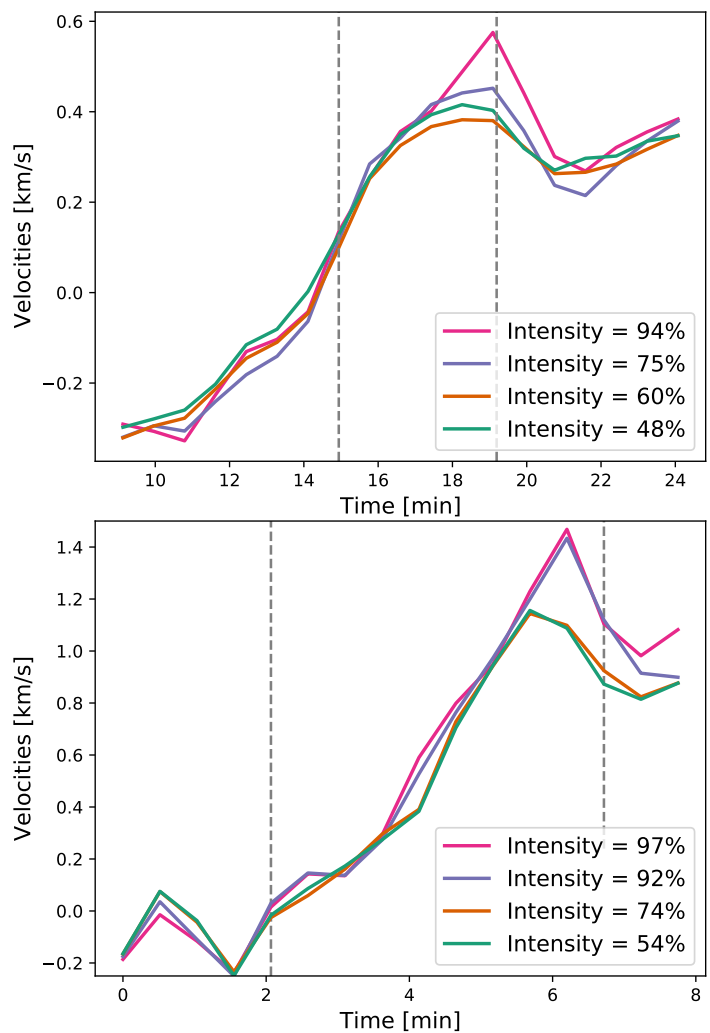 0.6
0.4
0.2
0.0
−0.2
Velocities [km/s]
Intensity = 94%
Intensity = 75%
Intensity = 60%
Intensity = 48%
10 12 14 16 18 20 22 24
Time [min]
1.4
1.2
1.0
0.8
0.6
0.4
0.2
0.0
−0.2
Velocities [km/s]
Intensity = 97%
Intensity = 92%
Intensity = 74%
Intensity = 54%
0 2 4 6 8
Time [min]